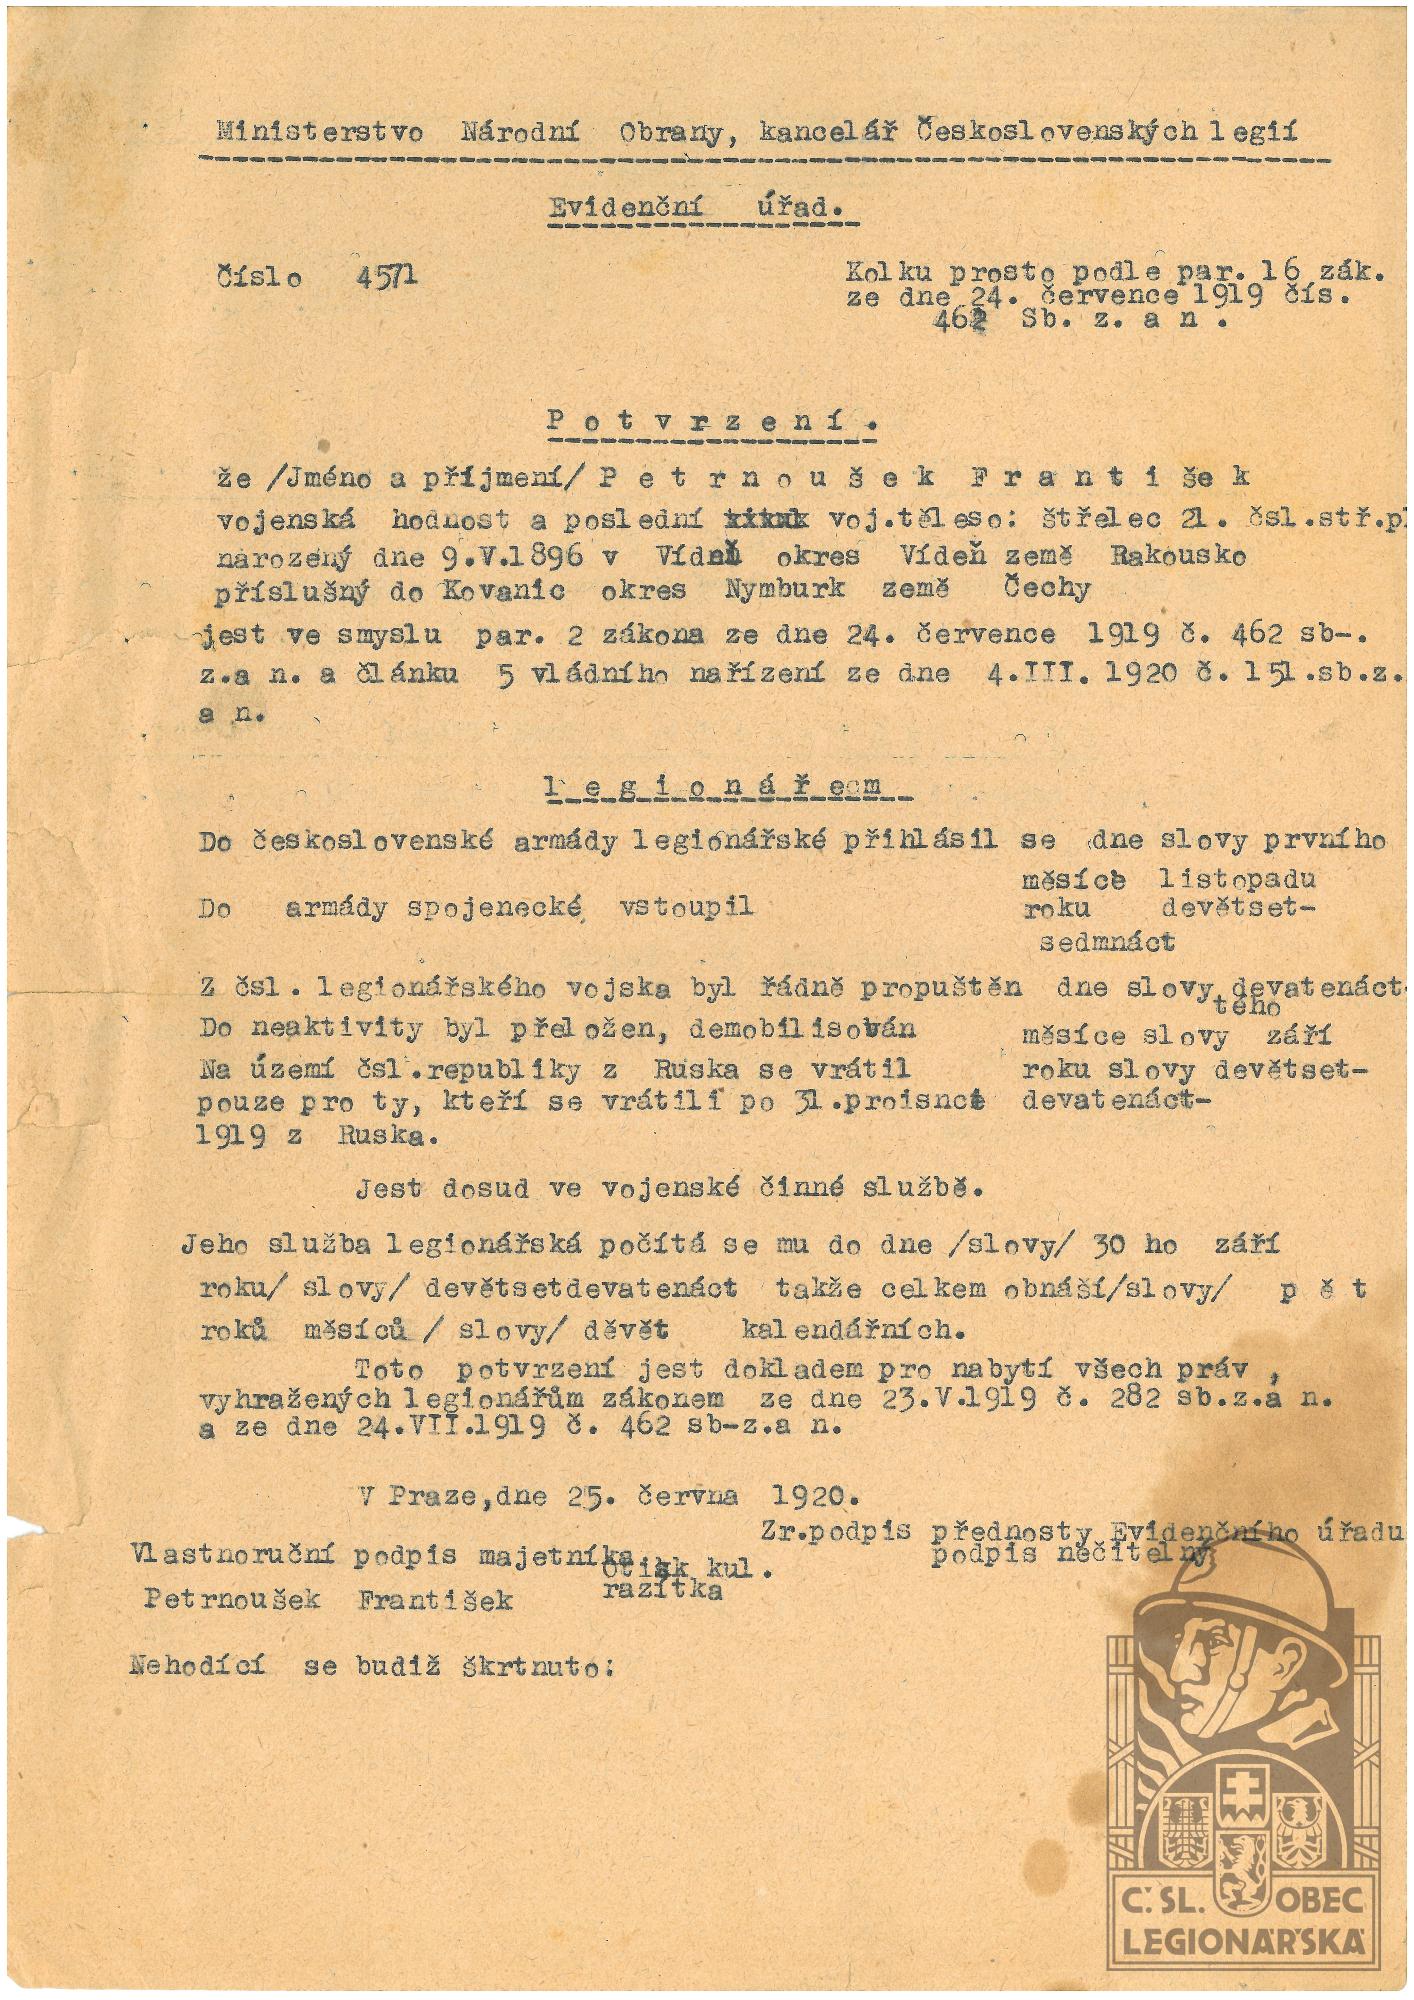 Ministerstvo Národní Obrany, kancelář Československých legií
Evidenční úřad.
Číslo 4571
Kolku prosto podle par. 16 zák.
ze dne 24. července 1919 čís.
462 Sb. z. a n .
P o t v r z e n í .
že /Jméno a příjmení/ P e t r n o u š e k F r a n t i š e k
vojenská hodnost a poslední voj.těleso: střelec 21. čsl.stř.pl
narozený dne 9.V.1896 v Vídeň okres Vídeň země Rakousko
příslušný do Kovanic okres Nymburk země Čechy
jest ve smyslu par. 2 zákona ze dne 24. července 1919 č. 462 sb-.
z.a n. a článku 5 vládního nařízení ze dne 4.III. 1920 č. 151.sb.z.
a n.
l e g i o n á ř e m
Do československé armády legionářské přihlásil se dne slovy prvního
měsíce listopadu
Do armády spojenecké vstoupil roku devětset-
sedmnáct
Z čsl. legionářského vojska byl řádně propuštěn dne slovy devatenáct-
tého
Do neaktivity byl přeložen, demobilisován měsíce slovy září
Na území čsl.republiky z Ruska se vrátil roku slovy devětset-
pouze pro ty, kteří se vrátili po 31.proisnce devatenáct-
1919 z Ruska.
Jest dosud ve vojenské činné službě.
Jeho služba legionářská počítá se mu do dne /slovy/ 30 ho září
roku/ slovy/ devětsetdevatenáct takže celkem obnáší/slovy/ p ě t
roků měsíců / slovy/ děvět kalendářních.
Toto potvrzení jest dokladem pro nabytí všech práv ,
vyhražených legionářům zákonem ze dne 23.V.1919 č. 282 sb.z.a n.
a ze dne 24.VII.1919 č. 462 sb-z.a n.
V Praze,dne 25. června 1920.
Zr.podpis přednosty Evidenčního úřadu
podpis nečitelný
Vlastnoruční podpis majetníka
Otisk kul.
razítka
Petrnoušek František
Nehodící se budiž škrtnuto:
Č.SL. OBEC
LEGIONÁŘSKÁ